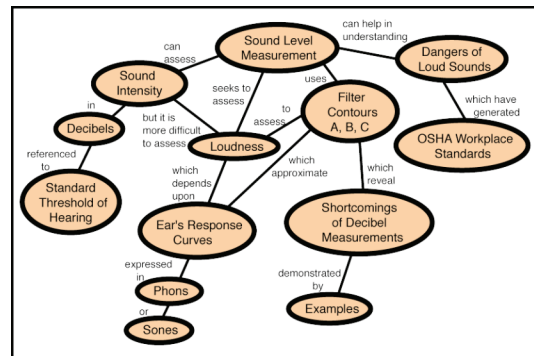 can help in
understanding
Sound Level
Measurement
can
assess
Dangers of
Loud Sounds
Sound
Intensity
seeks to
assess
uses
Filter
Contours
A, B, C
which have
generated
in
but it is
more difficult
to assess
to
assess
Decibels
OSHA Workplace
Standards
Loudness
referenced
to
which
depends
upon
which
approximate
which
reveal
Standard
Threshold of
Hearing
Ear's Response
Curves
Shortcomings
of Decibel
Measurements
expressed
in
demonstrated
by
Phons
Examples
or
Sones